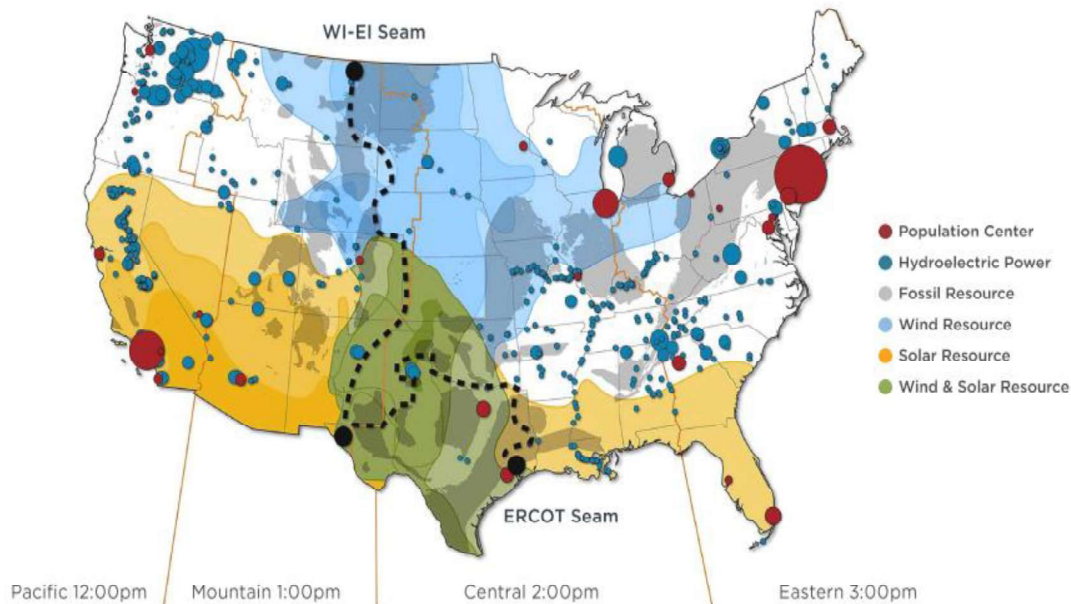 WI-EI Seam
Population Center
Hydroelectric Power
Fossil Resource
Wind Resource
Solar Resource
Wind & Solar Resource
ERCOT Seam
Pacific 12:00pm
Mountain 1:00pm
Central 2:00pm
Eastern 3:00pm